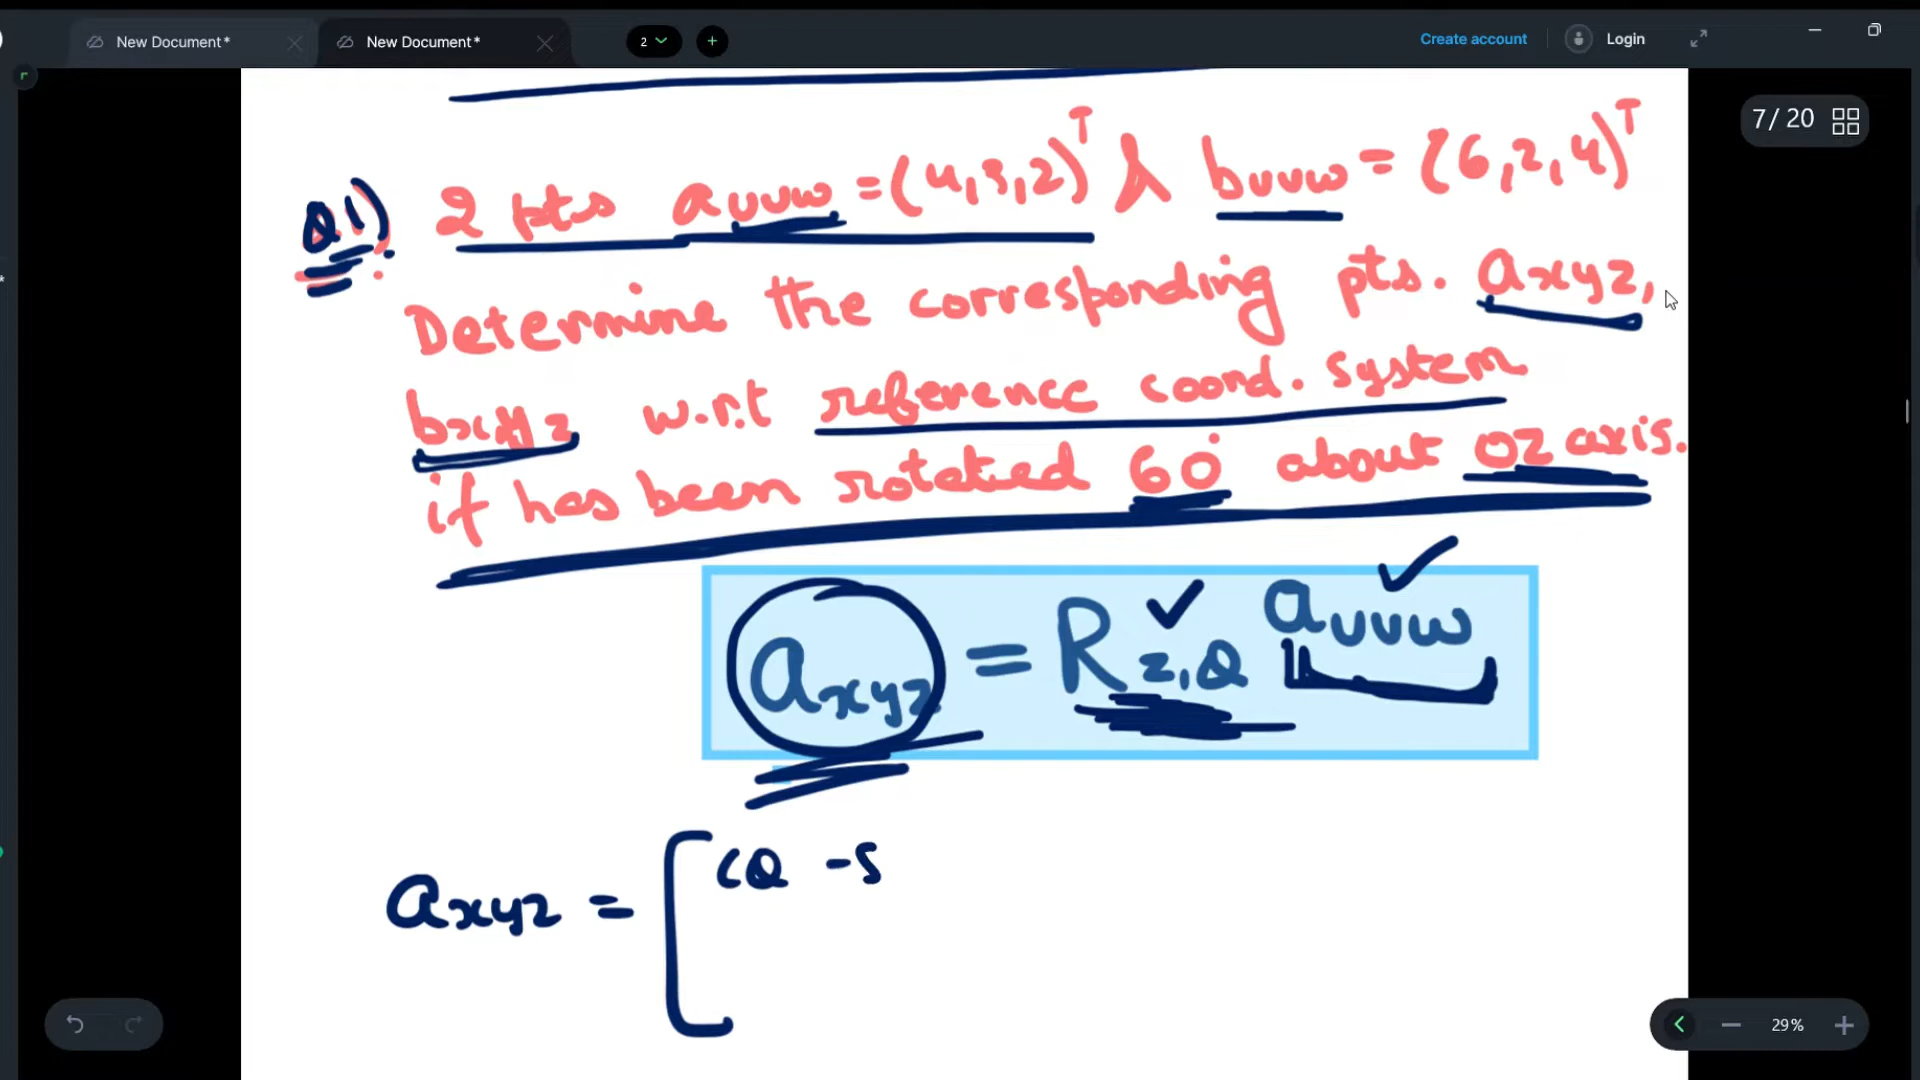 New Document*
New Document*
2
Create account
Login
7/ 20
Q1) 2 pts auvw = (4,3,2)ᵀ & buvw = (6,2,4)ᵀ
Determine the corresponding pts. axyz,
bxyz w.r.t reference coord. system
if has been rotated 60° about OZ axis.
axyz = Rz,θ auvw
axyz = [ Cθ -S
29%